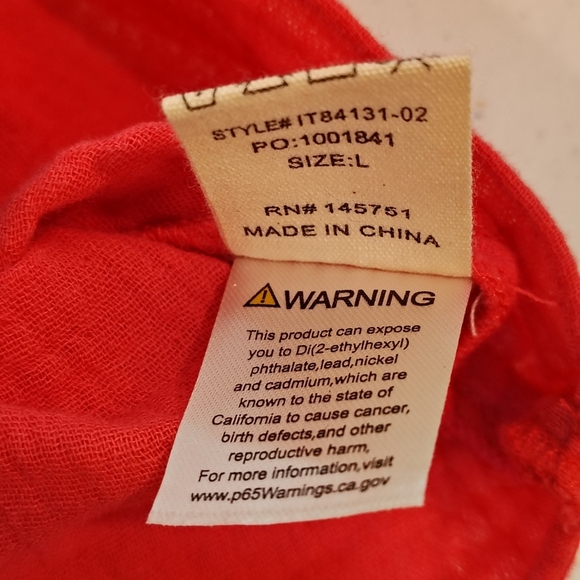 STYLE# IT84131-02
PO:1001841
SIZE:L
RN# 145751
MADE IN CHINA
WARNING
This product can expose
you to Di(2-ethylhexyl)
phthalate,lead,nickel
and cadmium,which are
known to the state of
California to cause cancer,
birth defects,and other
reproductive harm,
For more information,visit
www.p65Warnings.ca.gov